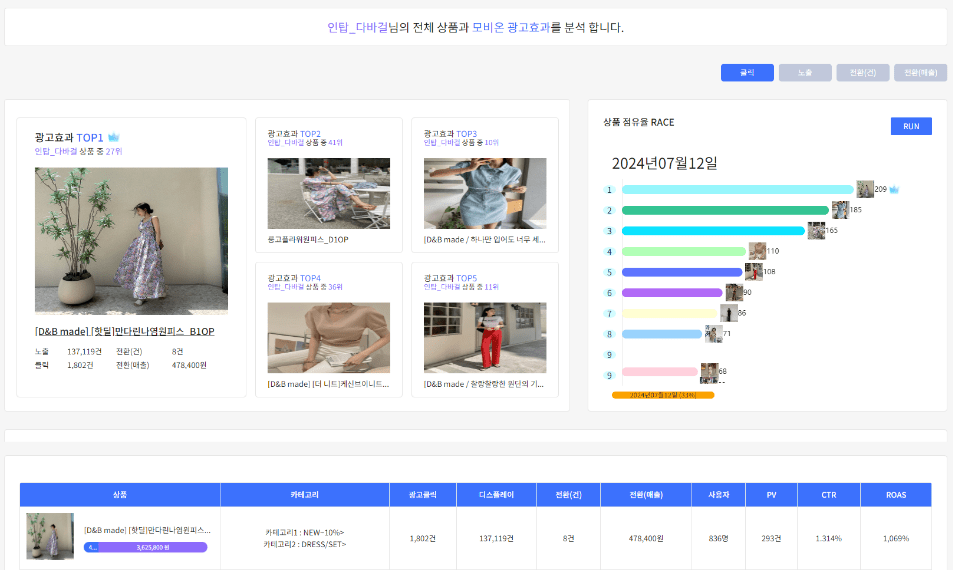 인탑_다바걸님의 전체 상품과 모비온 광고효과를 분석 합니다.
클릭
노출
전환(건)
전환(매출)
광고효과 TOP1
인탑_다바걸 상품 중 27위
[D&B made] [핫딜]만다린나염원피스_B1OP
노출 137,119건 전환(건) 8건
클릭 1,802건 전환(매출) 478,400원
광고효과 TOP2
인탑_다바걸 상품 중 41위
몽고플라워원피스_D1OP
광고효과 TOP3
인탑_다바걸 상품 중 10위
[D&B made / 하나만 입어도 너무 세...
광고효과 TOP4
인탑_다바걸 상품 중 36위
[D&B made] [더 니트]케신브이니트...
광고효과 TOP5
인탑_다바걸 상품 중 11위
[D&B made / 찰랑찰랑한 원단의 기...
상품 점유율 RACE
RUN
2024년07월12일
1 209
2 185
3 165
4 110
5 108
6 90
7 86
8 71
9
9 68
2024년07월12일 (33%)
상품 카테고리 광고클릭 디스플레이 전환(건) 전환(매출) 사용자 PV CTR ROAS
[D&B made] [핫딜]만다린나염원피스...
4... 3,625,800 원
카테고리1 : NEW~10%>
카테고리2 : DRESS/SET>
1,802건 137,119건 8건 478,400원 836명 293건 1.314% 1,069%